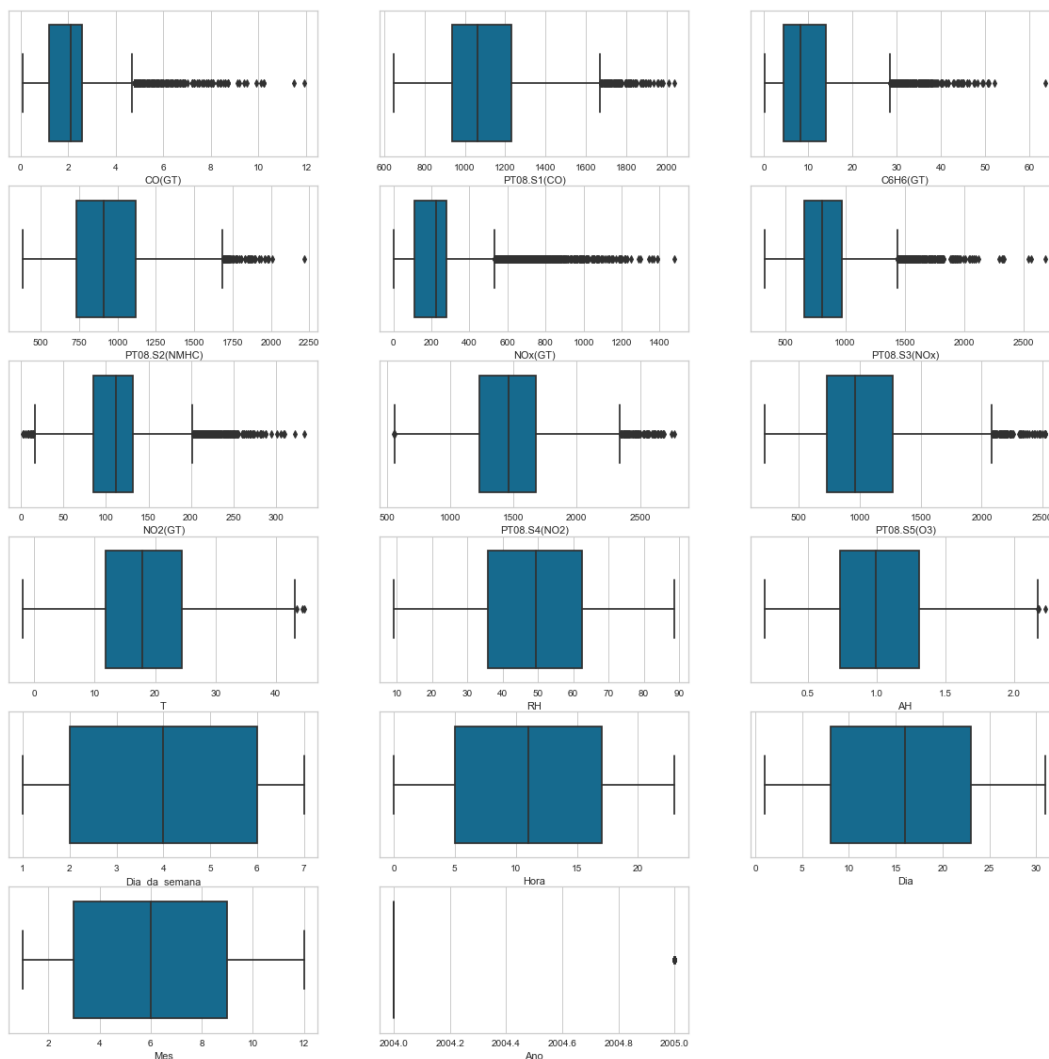 0 2 4 6 8 10 12
CO(GT)
600 800 1000 1200 1400 1600 1800 2000
PT08.S1(CO)
0 10 20 30 40 50 60
C6H6(GT)
500 750 1000 1250 1500 1750 2000 2250
PT08.S2(NMHC)
0 200 400 600 800 1000 1200 1400
NOx(GT)
500 1000 1500 2000 2500
PT08.S3(NOx)
0 50 100 150 200 250 300
NO2(GT)
500 1000 1500 2000 2500
PT08.S4(NO2)
500 1000 1500 2000 2500
PT08.S5(O3)
0 10 20 30 40
T
10 20 30 40 50 60 70 80 90
RH
0.5 1.0 1.5 2.0
AH
1 2 3 4 5 6 7
Dia_da_semana
0 5 10 15 20
Hora
0 5 10 15 20 25 30
Dia
2 4 6 8 10 12
Mes
2004.0 2004.2 2004.4 2004.6 2004.8 2005.0
Ano